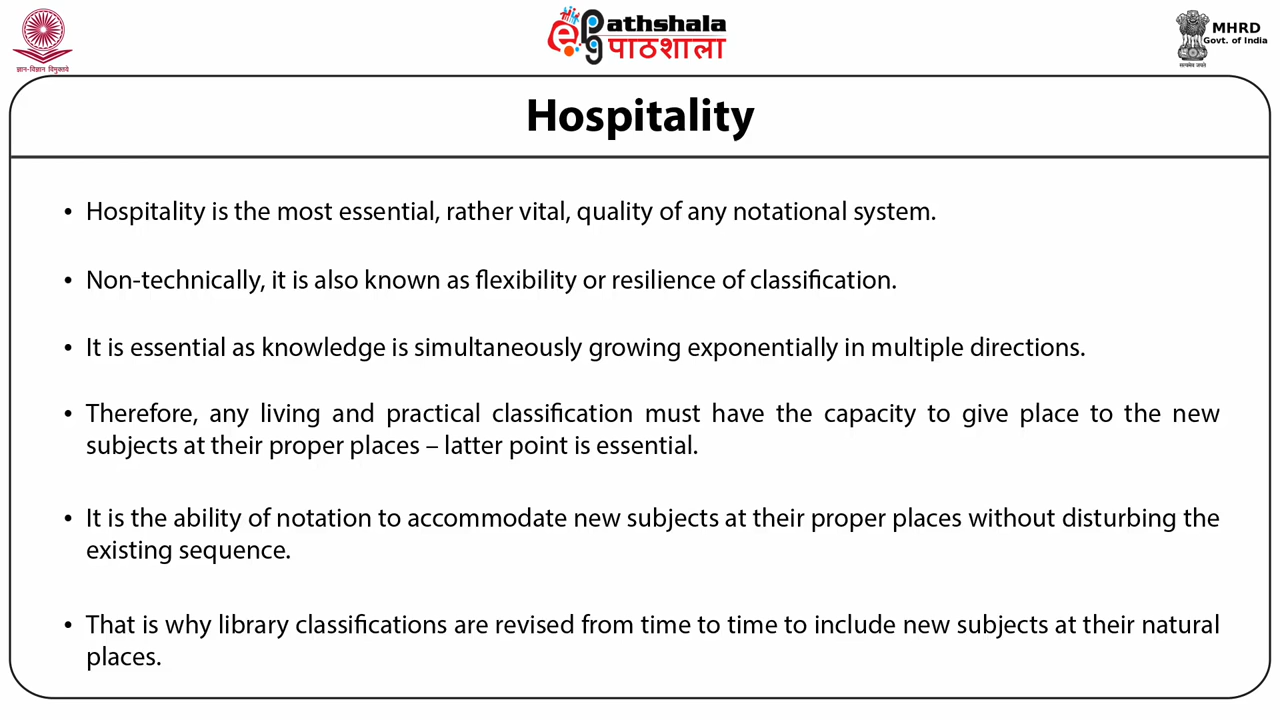 ज्ञान-विज्ञान विमुक्तये
ePathshala
पाठशाला
सत्यमेव जयते
MHRD
Govt. of India
Hospitality
• Hospitality is the most essential, rather vital, quality of any notational system.
• Non-technically, it is also known as flexibility or resilience of classification.
• It is essential as knowledge is simultaneously growing exponentially in multiple directions.
• Therefore, any living and practical classification must have the capacity to give place to the new
subjects at their proper places – latter point is essential.
• It is the ability of notation to accommodate new subjects at their proper places without disturbing the
existing sequence.
• That is why library classifications are revised from time to time to include new subjects at their natural
places.